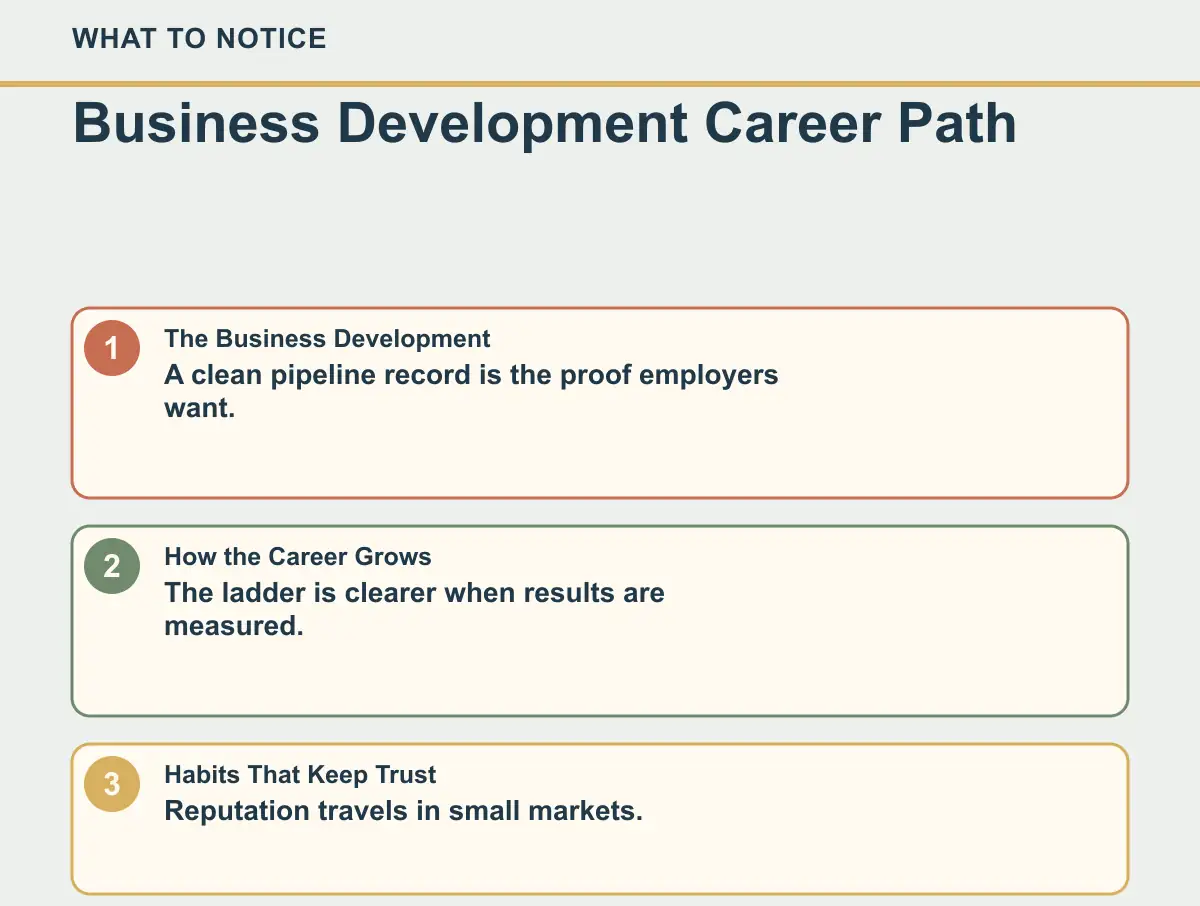 WHAT TO NOTICE
Business Development Career Path
1
The Business Development
A clean pipeline record is the proof employers
want.
2
How the Career Grows
The ladder is clearer when results are
measured.
3
Habits That Keep Trust
Reputation travels in small markets.